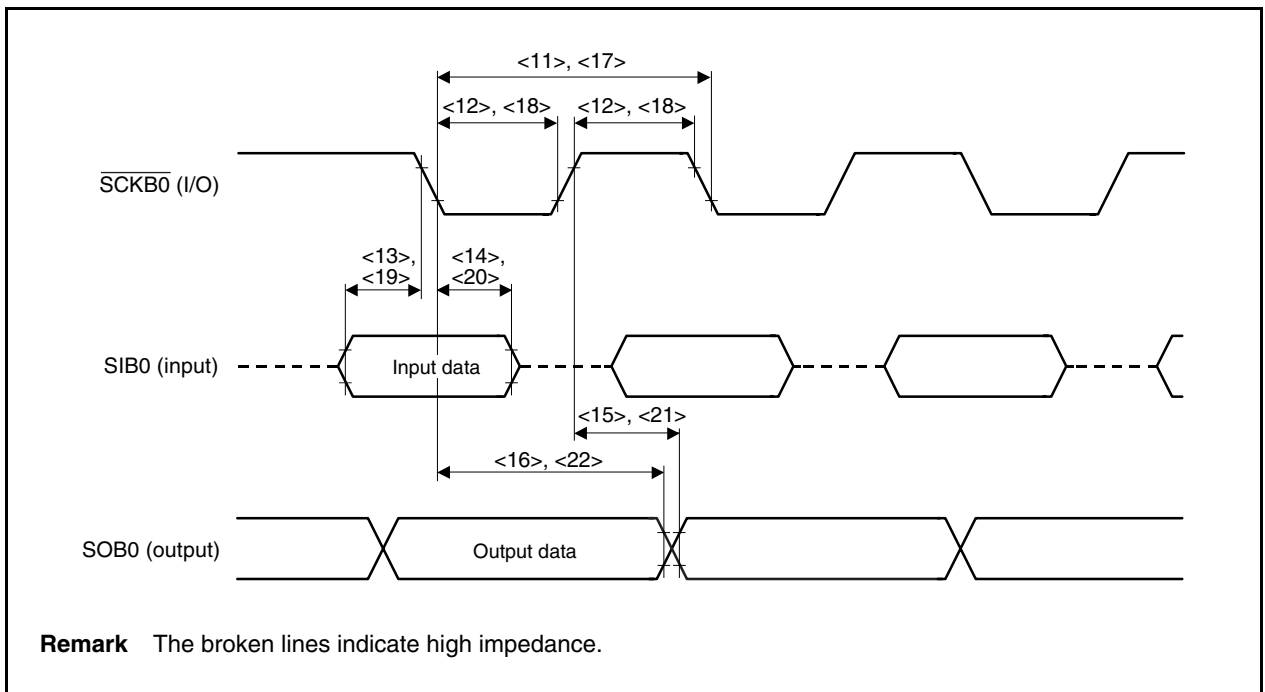 <11>, <17>
<12>, <18> <12>, <18>
SCKB0 (I/O)
<13>, <14>,
<19> <20>
SIB0 (input)
Input data
<15>, <21>
<16>, <22>
SOB0 (output)
Output data
Remark The broken lines indicate high impedance.